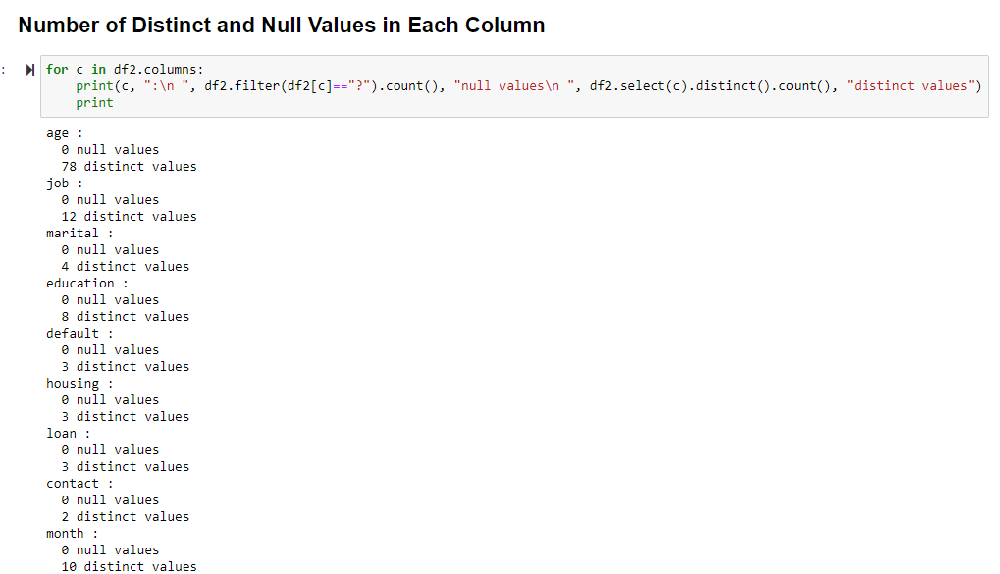 Number of Distinct and Null Values in Each Column
:
for c in df2.columns:
    print(c, ":\n ", df2.filter(df2[c]=="?").count(), "null values\n ", df2.select(c).distinct().count(), "distinct values")
    print
age :
  0 null values
  78 distinct values
job :
  0 null values
  12 distinct values
marital :
  0 null values
  4 distinct values
education :
  0 null values
  8 distinct values
default :
  0 null values
  3 distinct values
housing :
  0 null values
  3 distinct values
loan :
  0 null values
  3 distinct values
contact :
  0 null values
  2 distinct values
month :
  0 null values
  10 distinct values